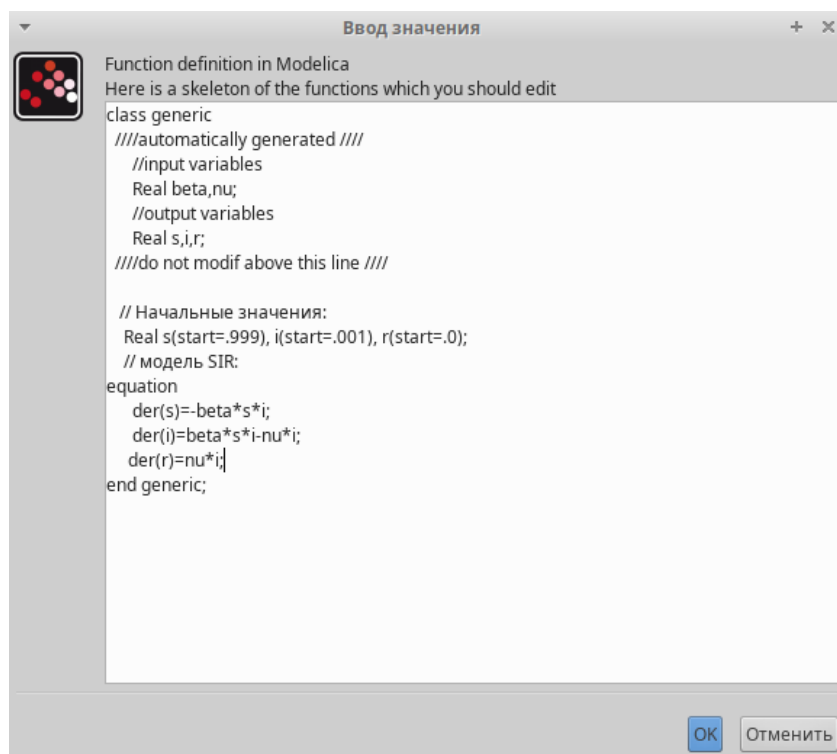 Ввод значения
Function definition in Modelica
Here is a skeleton of the functions which you should edit
class generic
////automatically generated ////
//input variables
Real beta,nu;
//output variables
Real s,i,r;
////do not modif above this line ////
// Начальные значения:
Real s(start=.999), i(start=.001), r(start=.0);
// модель SIR:
equation
der(s)=-beta*s*i;
der(i)=beta*s*i-nu*i;
der(r)=nu*i;
end generic;
OK Отменить